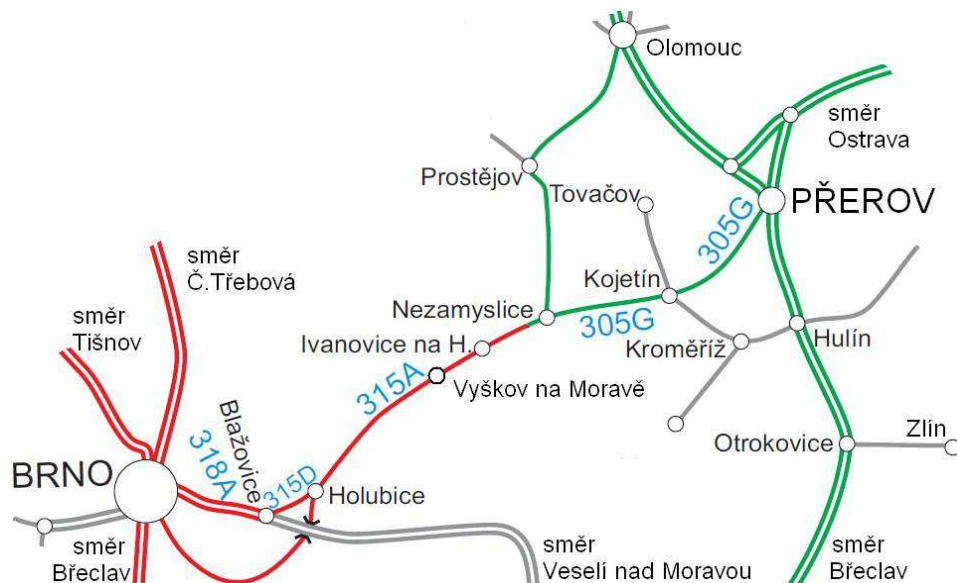 Olomouc
směr
Ostrava
Prostějov
Tovačov
PŘEROV
305G
směr
Č.Třebová
Kojetín
Nezamyslice
305G
směr
Tišnov
Ivanovice na H.
Kroměříž
Hulín
315A
Vyškov na Moravě
Blažovice
318A
Otrokovice
Zlín
BRNO
315D
Holubice
směr
Břeclav
směr
Veselí nad Moravou
směr
Břeclav